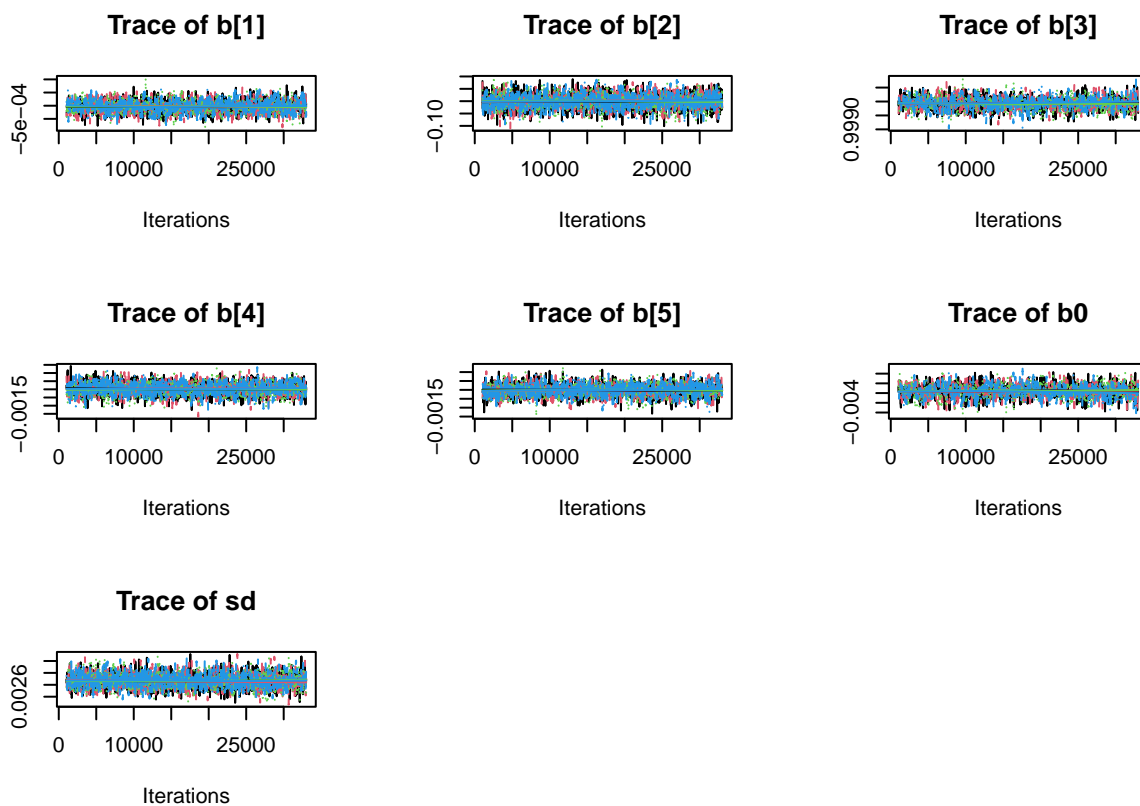 Trace of b[1]
−5e−04
0 10000 25000
Iterations
Trace of b[2]
−0.10
0 10000 25000
Iterations
Trace of b[3]
0.9990
0 10000 25000
Iterations
Trace of b[4]
−0.0015
0 10000 25000
Iterations
Trace of b[5]
−0.0015
0 10000 25000
Iterations
Trace of b0
−0.004
0 10000 25000
Iterations
Trace of sd
0.0026
0 10000 25000
Iterations